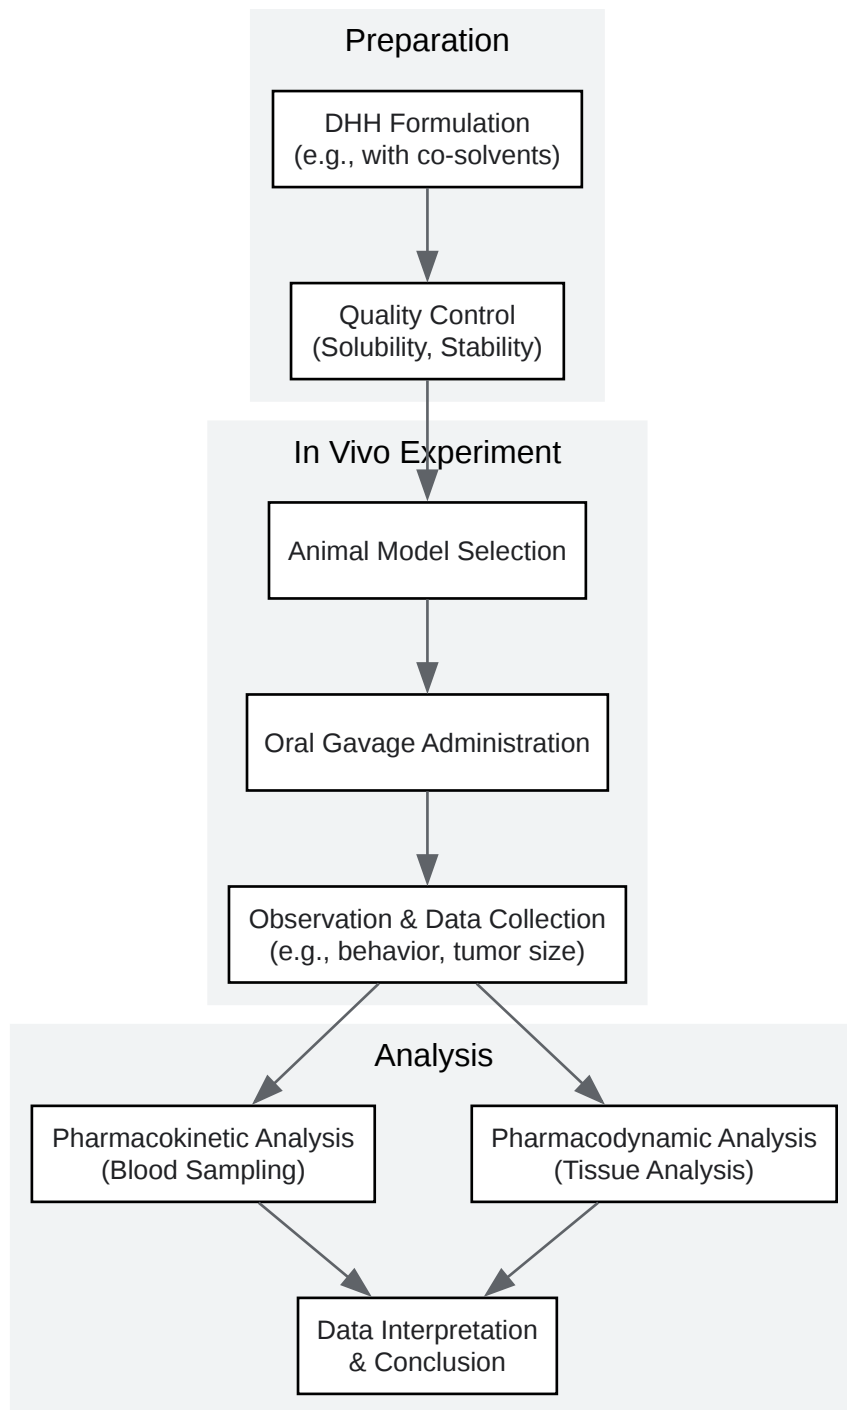 Preparation
DHH Formulation
(e.g., with co-solvents)
Quality Control
(Solubility, Stability)
In Vivo Experiment
Animal Model Selection
Oral Gavage Administration
Observation & Data Collection
(e.g., behavior, tumor size)
Analysis
Pharmacokinetic Analysis
(Blood Sampling)
Pharmacodynamic Analysis
(Tissue Analysis)
Data Interpretation
& Conclusion